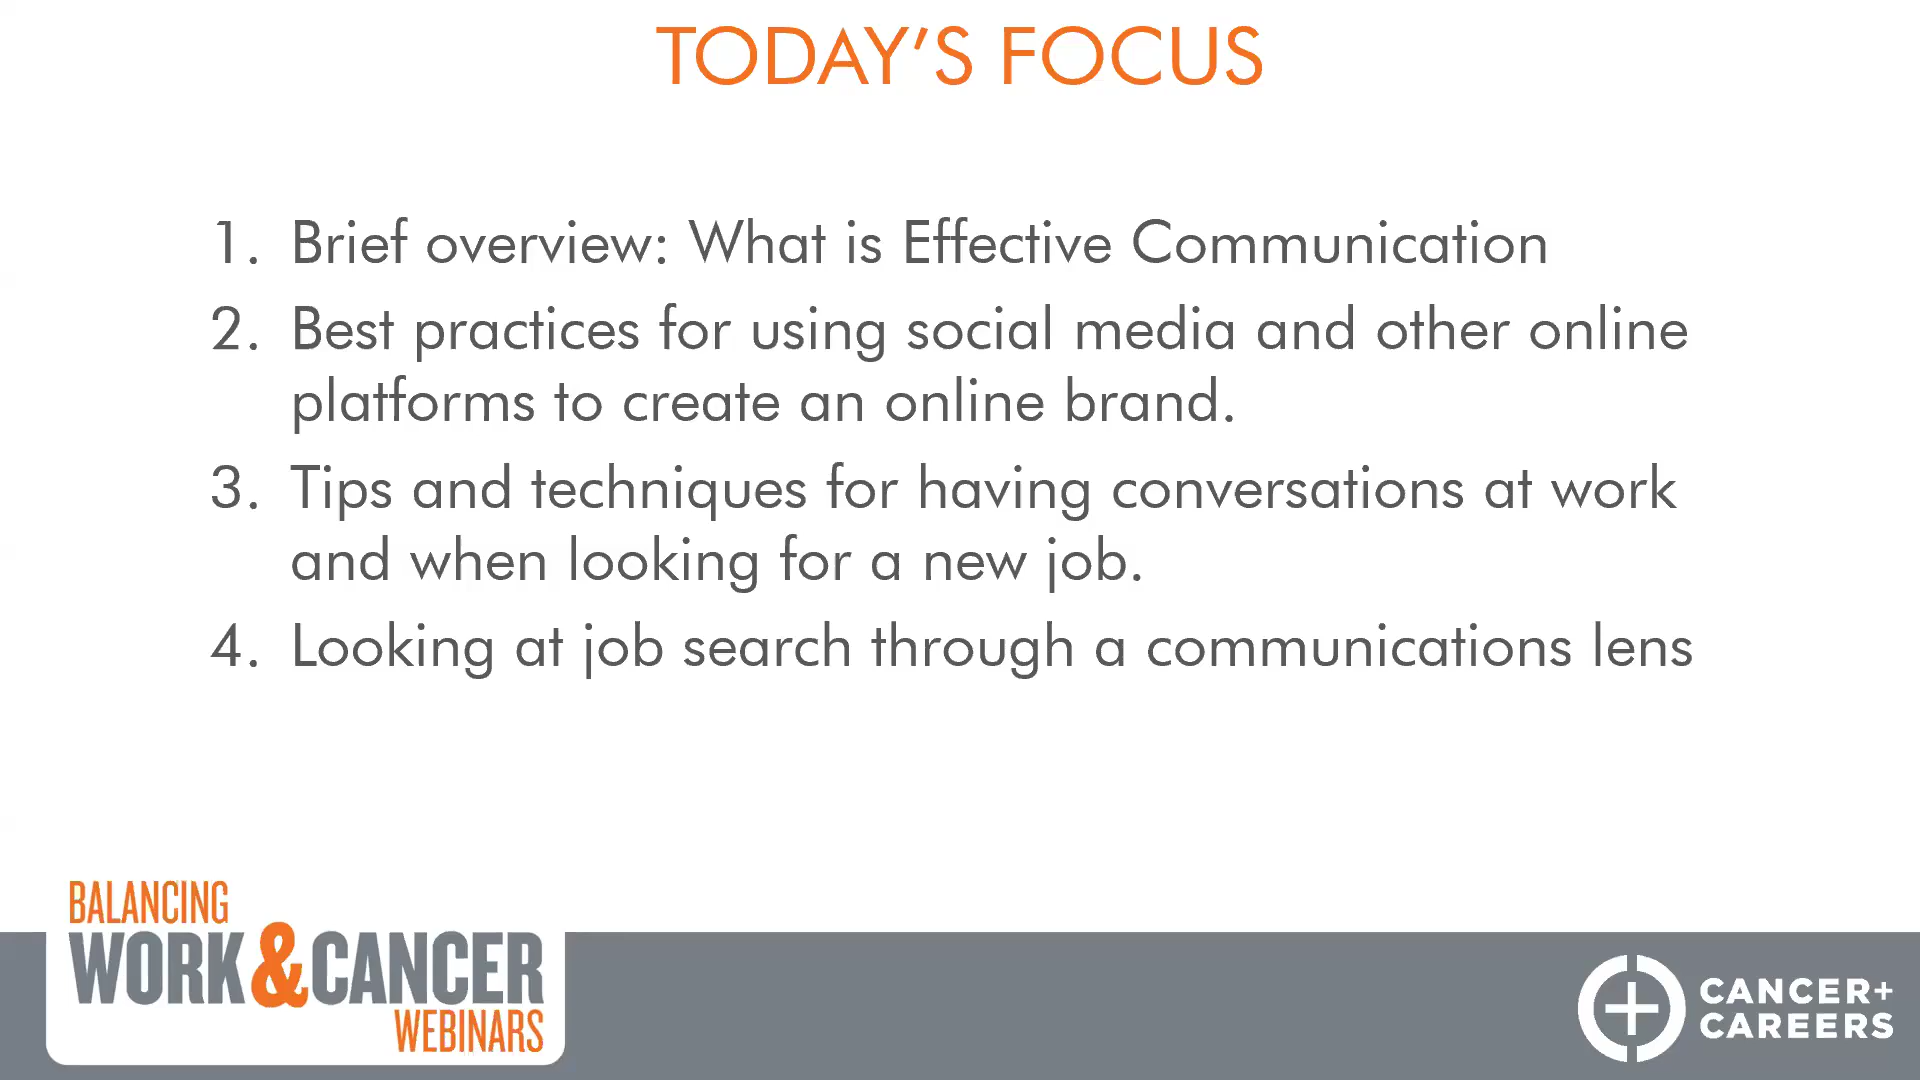 TODAY’S FOCUS
1. Brief overview: What is Effective Communication
2. Best practices for using social media and other online
platforms to create an online brand.
3. Tips and techniques for having conversations at work
and when looking for a new job.
4. Looking at job search through a communications lens
BALANCING
WORK&CANCER
WEBINARS
CANCER+
CAREERS